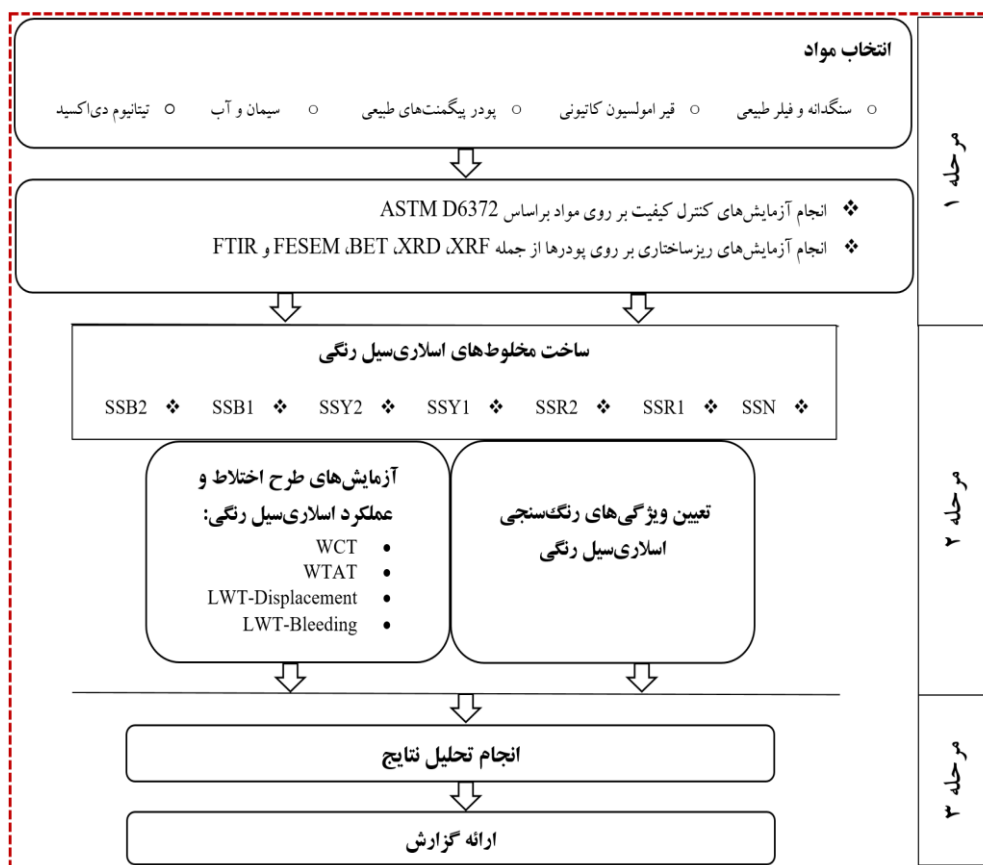 انتخاب مواد
○ سنگدانه و فیلر طبیعی ○ قیر امولسیون کاتیونی ○ پودر پیگمنت‌های طبیعی ○ سیمان و آب ○ تیتانیوم دی‌اکسید
❖ انجام آزمایش‌های کنترل کیفیت بر روی مواد براساس ASTM D6372
❖ انجام آزمایش‌های ریزساختاری بر روی پودرها از جمله XRF، XRD، BET، FESEM و FTIR
مرحله ۱
ساخت مخلوط‌های اسلاری‌سیل رنگی
❖ SSN ❖ SSR1 ❖ SSR2 ❖ SSY1 ❖ SSY2 ❖ SSB1 ❖ SSB2
تعیین ویژگی‌های رنگ‌سنجی
اسلاری‌سیل رنگی
آزمایش‌های طرح اختلاط و
عملکرد اسلاری‌سیل رنگی:
• WCT
• WTAT
• LWT-Displacement
• LWT-Bleeding
مرحله ۲
انجام تحلیل نتایج
ارائه گزارش
مرحله ۳